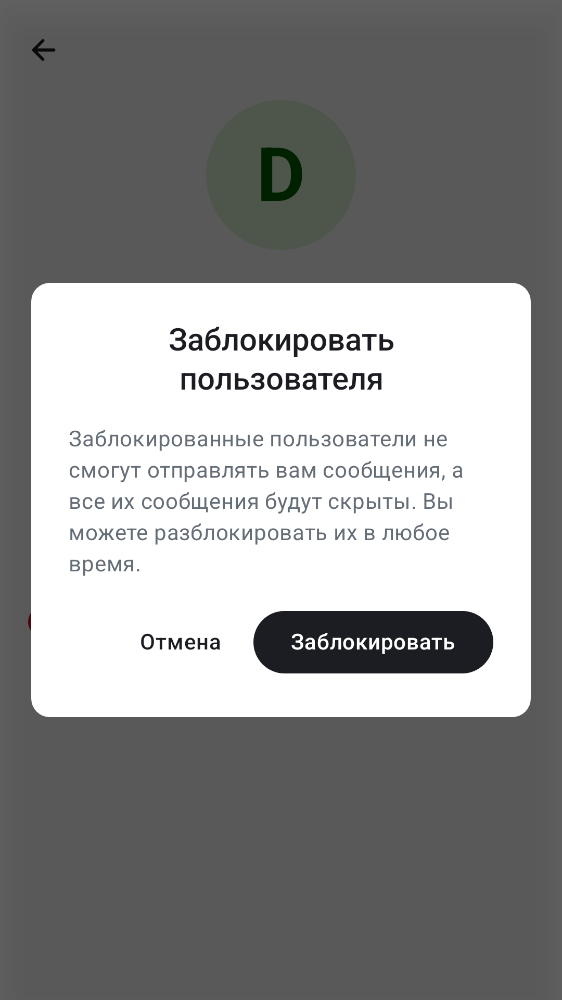 D
Заблокировать
пользователя
Заблокированные пользователи не
смогут отправлять вам сообщения, а
все их сообщения будут скрыты. Вы
можете разблокировать их в любое
время.
Отмена
Заблокировать